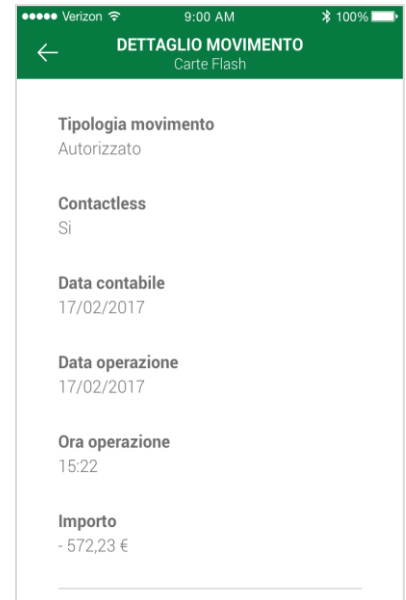 Verizon 9:00 AM 100%
DETTAGLIO MOVIMENTO
Carte Flash
Tipologia movimento
Autorizzato
Contactless
Sì
Data contabile
17/02/2017
Data operazione
17/02/2017
Ora operazione
15:22
Importo
- 572,23 €